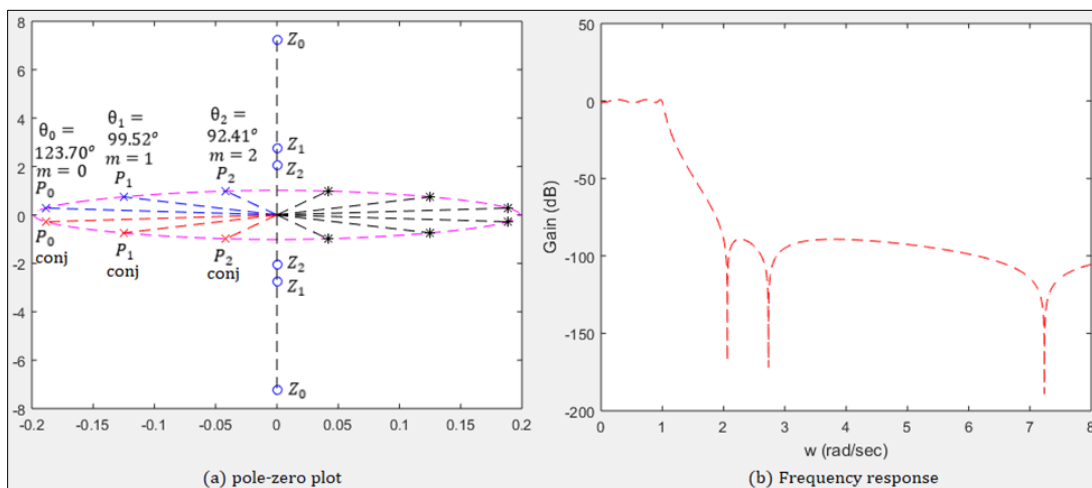 8
6
4
2
0
-2
-4
-6
-8
-0.2
-0.15
-0.1
-0.05
0
0.05
0.1
0.15
0.2
Z₀
Z₁
Z₂
θ₀ =
123.70ᵒ
m = 0
P₀
θ₁ =
99.52ᵒ
m = 1
P₁
θ₂ =
92.41ᵒ
m = 2
P₂
P₀
conj
P₁
conj
P₂
conj
Z₂
Z₁
Z₀
(a) pole-zero plot
50
0
-50
-100
-150
-200
Gain (dB)
0
1
2
3
4
5
6
7
8
w (rad/sec)
(b) Frequency response